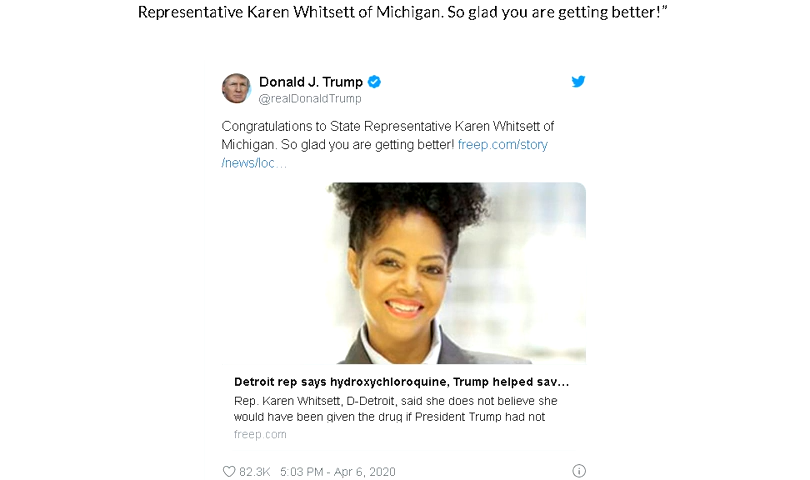 Representative Karen Whitsett of Michigan. So glad you are getting better!”
Donald J. Trump
@realDonaldTrump
Congratulations to State Representative Karen Whitsett of
Michigan. So glad you are getting better! freep.com/story
/news/loc…
Detroit rep says hydroxychloroquine, Trump helped sav…
Rep. Karen Whitsett, D-Detroit, said she does not believe she
would have been given the drug if President Trump had not
freep.com
82.3K 5:03 PM - Apr 6, 2020